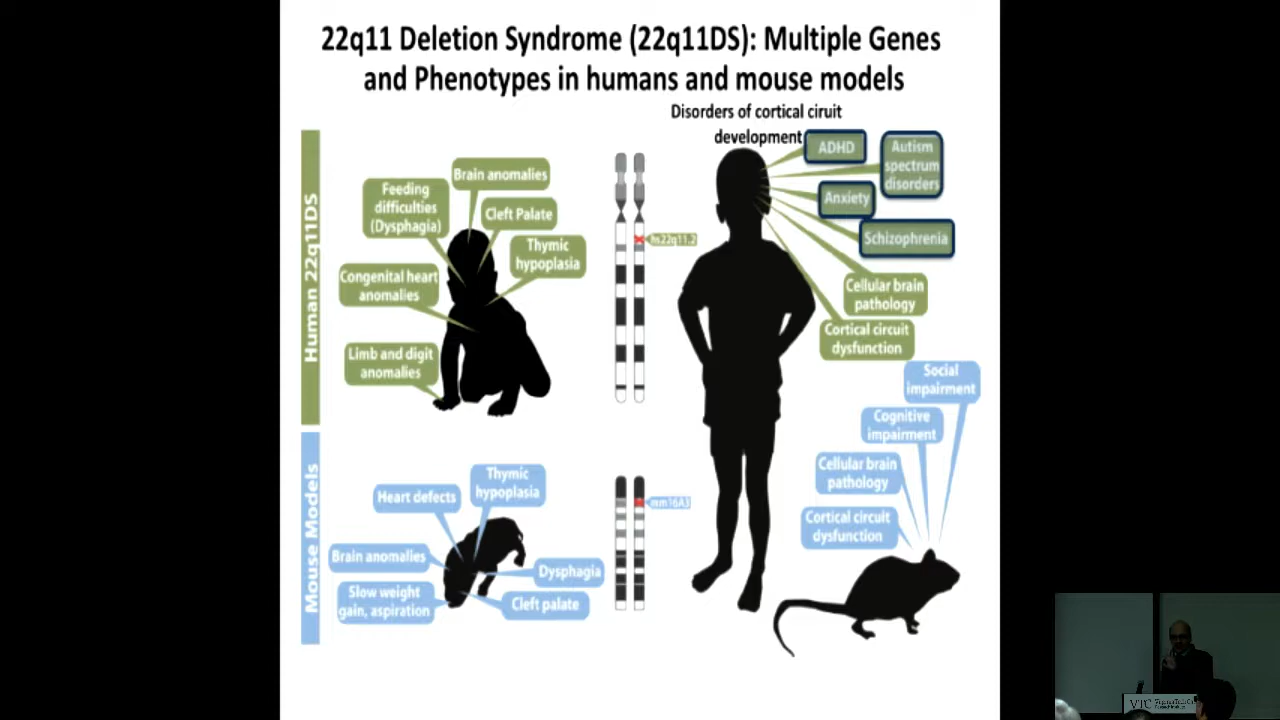 22q11 Deletion Syndrome (22q11DS): Multiple Genes
and Phenotypes in humans and mouse models
Disorders of cortical ciruit
development
Human 22q11DS
Brain anomalies
Feeding
difficulties
(Dysphagia)
Cleft Palate
Thymic
hypoplasia
Congenital heart
anomalies
Limb and digit
anomalies
hs22q11.2
ADHD
Autism
spectrum
disorders
Anxiety
Schizophrenia
Cellular brain
pathology
Cortical circuit
dysfunction
Mouse Models
Thymic
hypoplasia
Heart defects
Brain anomalies
Slow weight
gain, aspiration
Dysphagia
Cleft palate
mm16A3
Social
impairment
Cognitive
impairment
Cellular brain
pathology
Cortical circuit
dysfunction
VTC